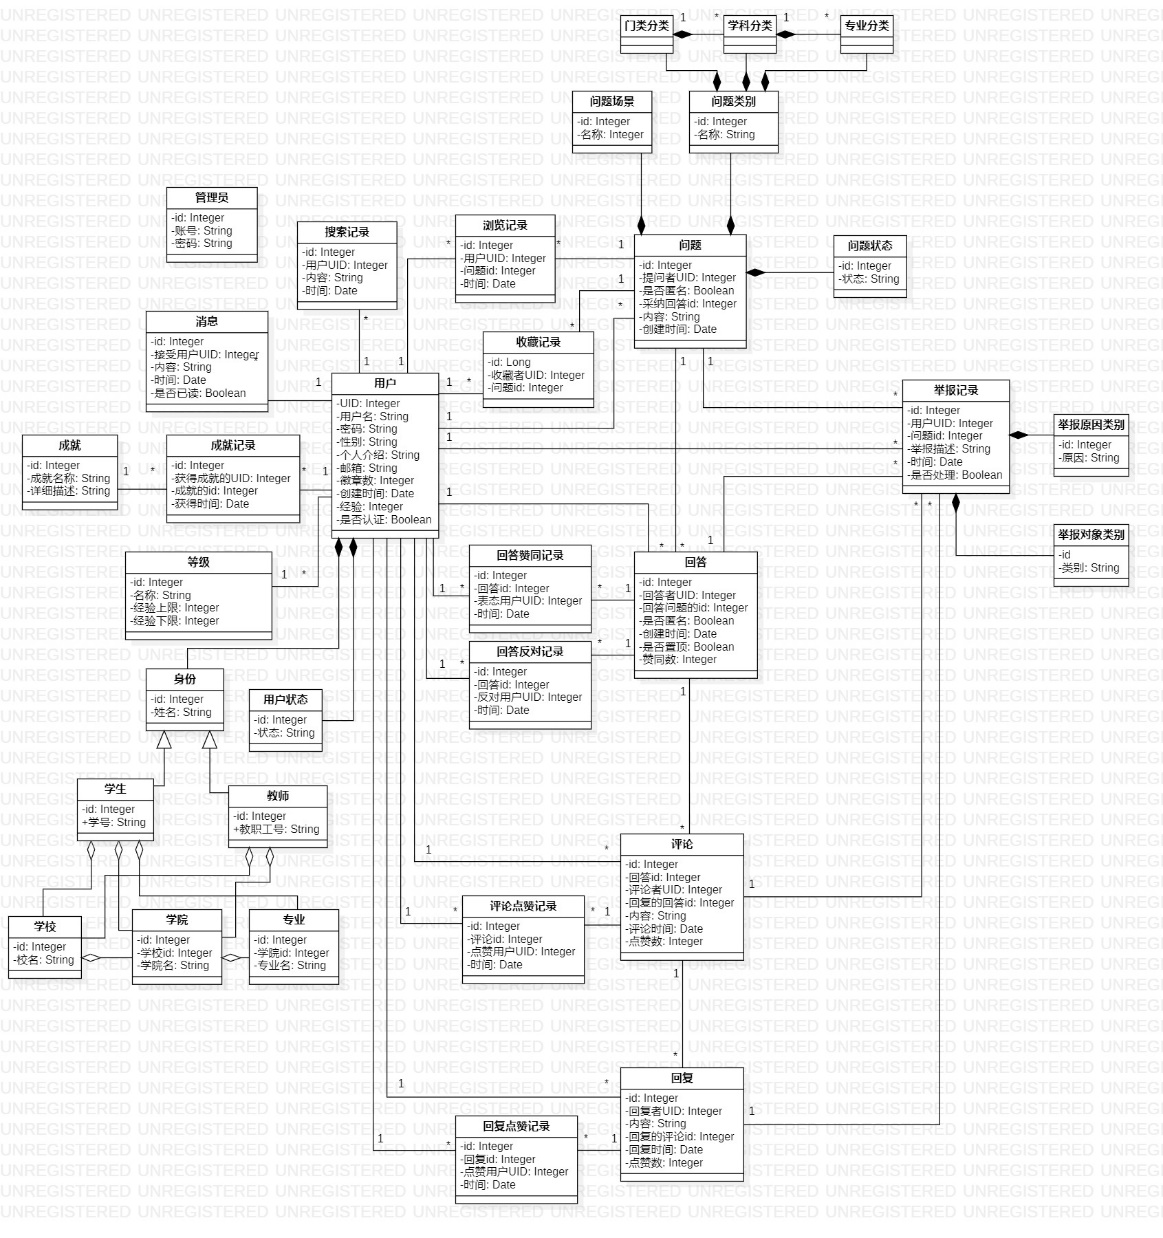 门类分类
1
*
学科分类
1
*
专业分类
问题场景
-id: Integer
-名称: Integer
问题类别
-id: Integer
-名称: String
管理员
-id: Integer
-账号: String
-密码: String
搜索记录
-id: Integer
-用户UID: Integer
-内容: String
-时间: Date
浏览记录
-id: Integer
-用户UID: Integer
-问题id: Integer
-时间: Date
问题
-id: Integer
-提问者UID: Integer
-是否匿名: Boolean
-采纳回答id: Integer
-内容: String
-创建时间: Date
问题状态
-id: Integer
-状态: String
消息
-id: Integer
-接受用户UID: Integer
-内容: String
-时间: Date
-是否已读: Boolean
收藏记录
-id: Long
-收藏者UID: Integer
-问题id: Integer
用户
-UID: Integer
-用户名: String
-密码: String
-性别: String
-个人介绍: String
-邮箱: String
-徽章数: Integer
-创建时间: Date
-经验: Integer
-是否认证: Boolean
举报记录
-id: Integer
-用户UID: Integer
-问题id: Integer
-举报描述: String
-时间: Date
-是否处理: Boolean
举报原因类别
-id: Integer
-原因: String
举报对象类别
-id
-类别: String
成就
-id: Integer
-成就名称: String
-详细描述: String
1
*
成就记录
-id: Integer
-获得成就的UID: Integer
-成就的id: Integer
-获得时间: Date
*
1
等级
-id: Integer
-名称: String
-经验上限: Integer
-经验下限: Integer
1
*
回答赞同记录
-id: Integer
-回答id: Integer
-表态用户UID: Integer
-时间: Date
回答反对记录
-id: Integer
-回答id: Integer
-反对用户UID: Integer
-时间: Date
回答
-id: Integer
-回答者UID: Integer
-回答问题的id: Integer
-是否匿名: Boolean
-创建时间: Date
-是否置顶: Boolean
-赞同数: Integer
身份
-id: Integer
-姓名: String
用户状态
-id: Integer
-状态: String
学生
-id: Integer
+学号: String
教师
-id: Integer
+教职工号: String
学校
-id: Integer
-校名: String
学院
-id: Integer
-学校id: Integer
-学院名: String
专业
-id: Integer
-学院id: Integer
-专业名: String
评论
-id: Integer
-回答id: Integer
-评论者UID: Integer
-回复的回答id: Integer
-内容: String
-评论时间: Date
-点赞数: Integer
评论点赞记录
-id: Integer
-评论id: Integer
-点赞用户UID: Integer
-时间: Date
回复
-id: Integer
-回复者UID: Integer
-内容: String
-回复的评论id: Integer
-回复时间: Date
-点赞数: Integer
回复点赞记录
-id: Integer
-回复id: Integer
-点赞用户UID: Integer
-时间: Date
UNREGISTERED